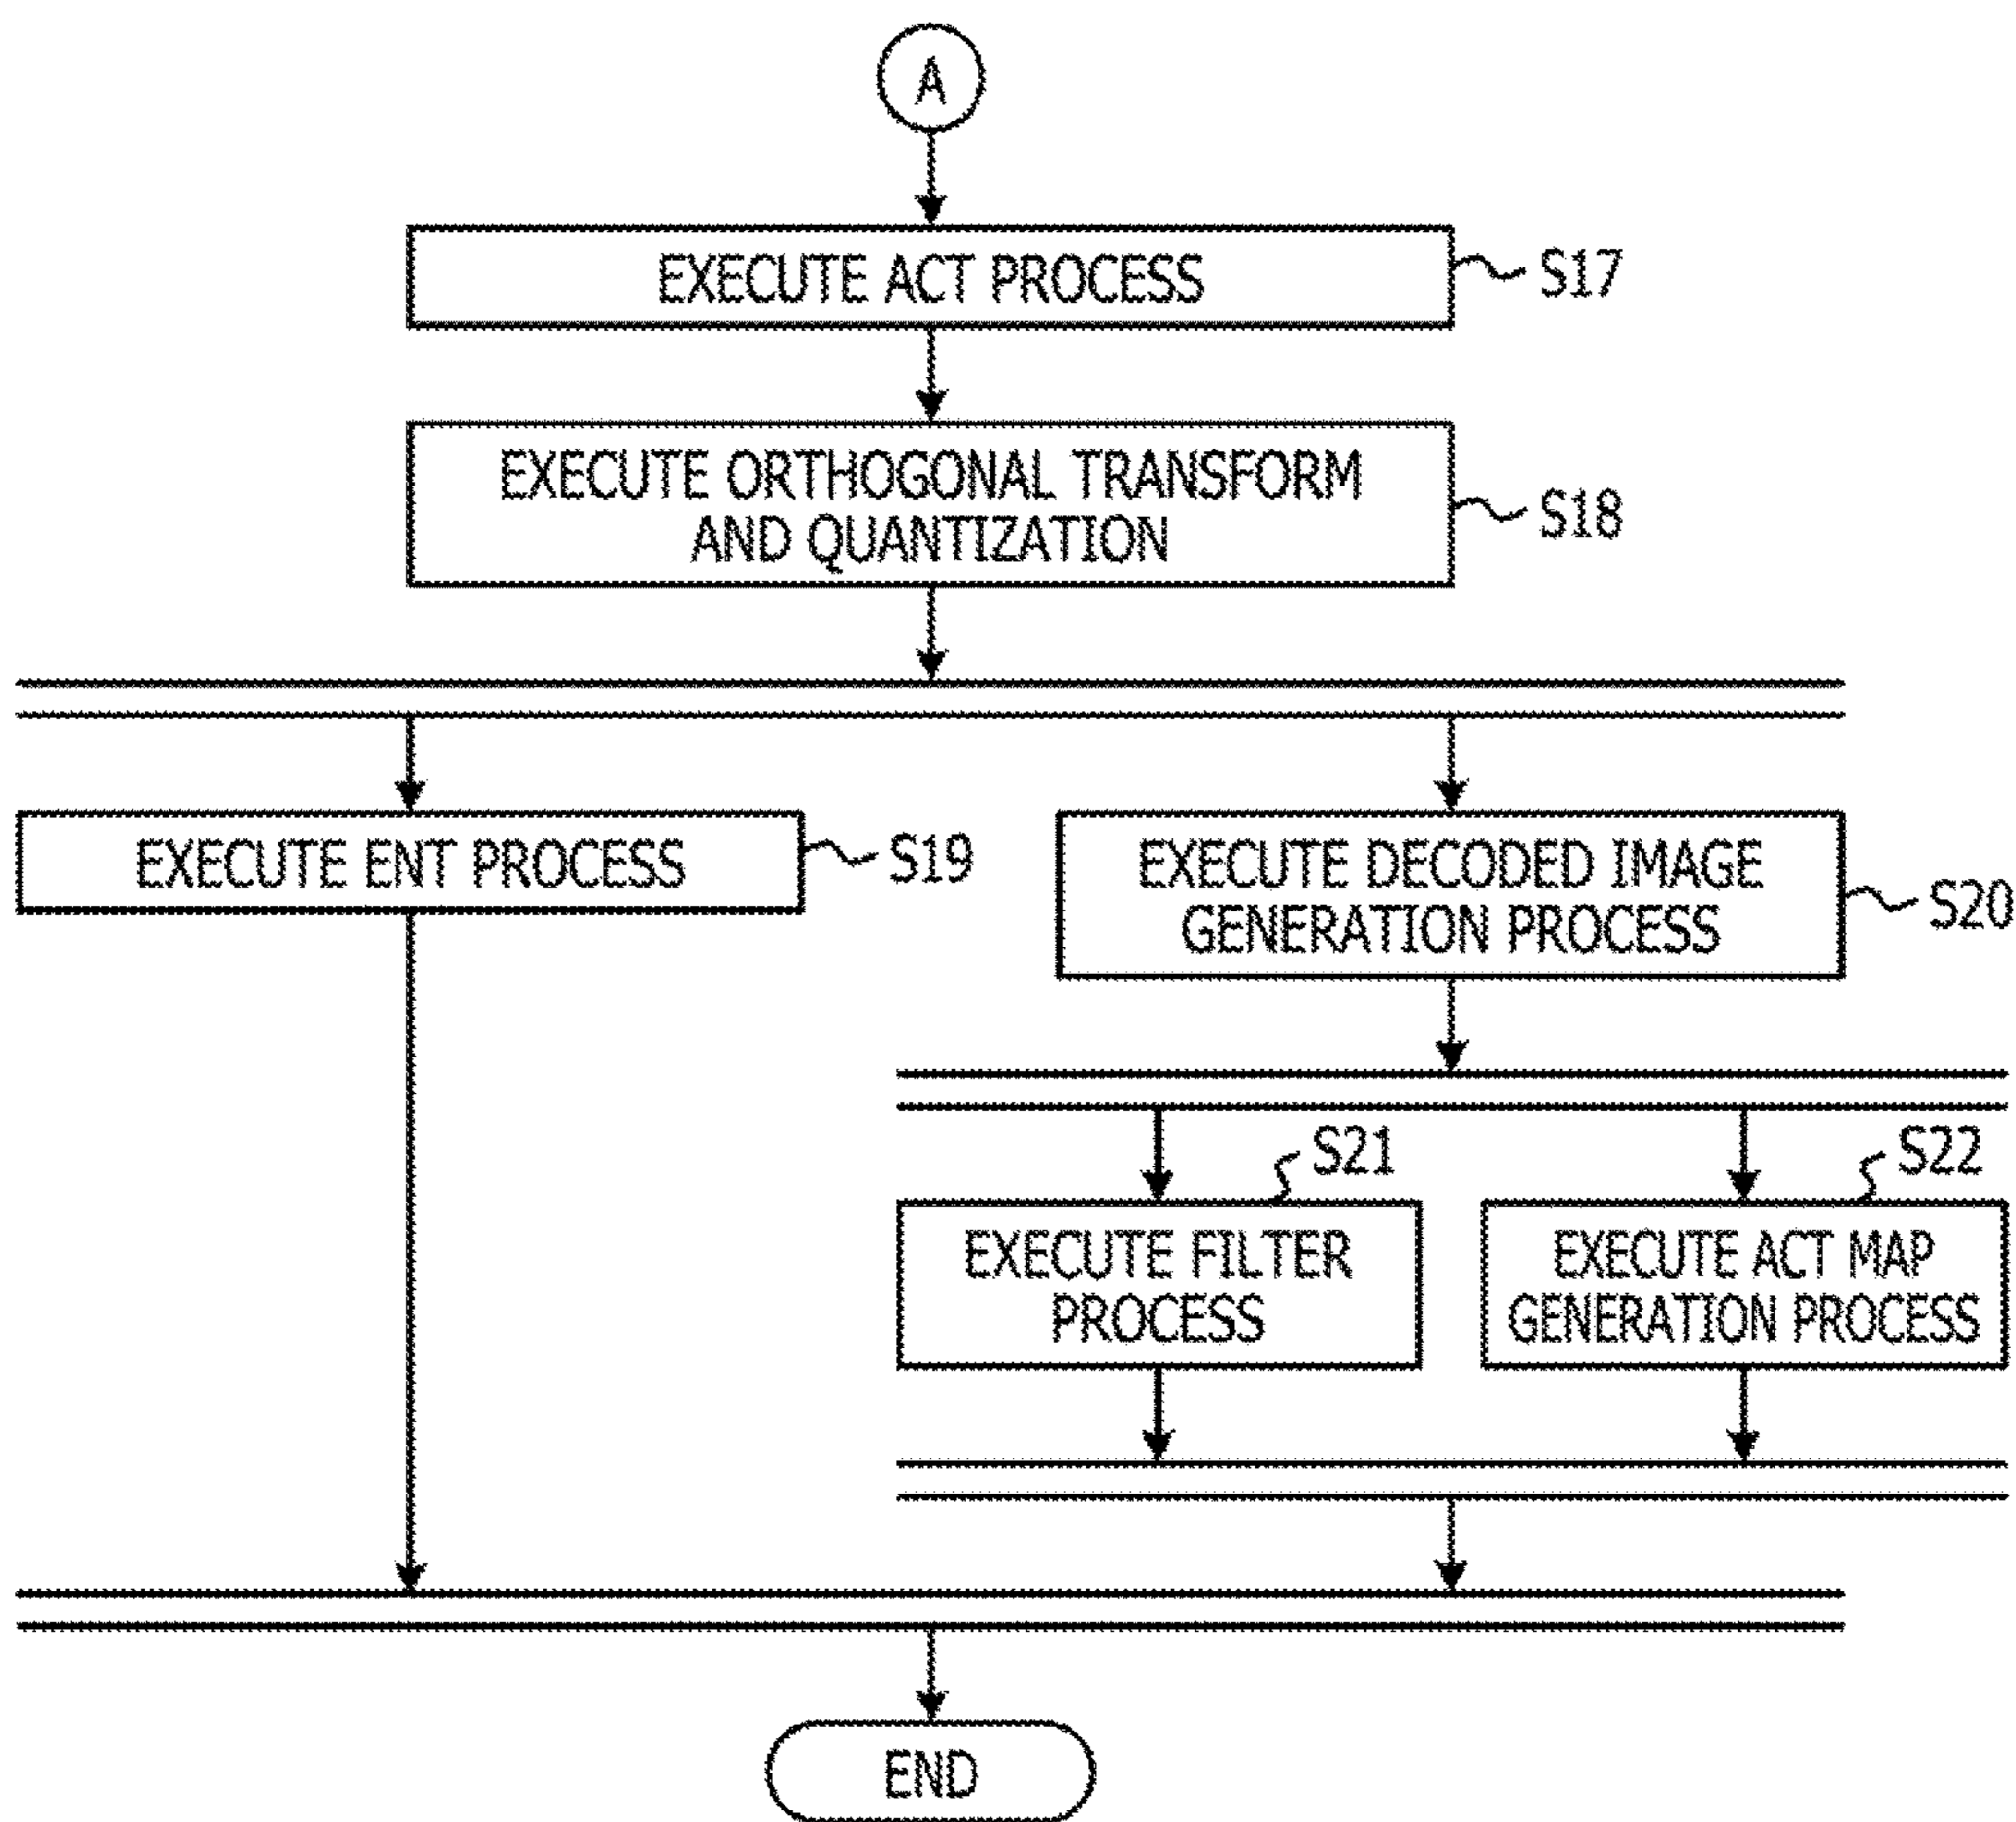 A
EXECUTE ACT PROCESS
S17
EXECUTE ORTHOGONAL TRANSFORM
AND QUANTIZATION
S18
EXECUTE ENT PROCESS
S19
EXECUTE DECODED IMAGE
GENERATION PROCESS
S20
S21
EXECUTE FILTER
PROCESS
S22
EXECUTE ACT MAP
GENERATION PROCESS
END